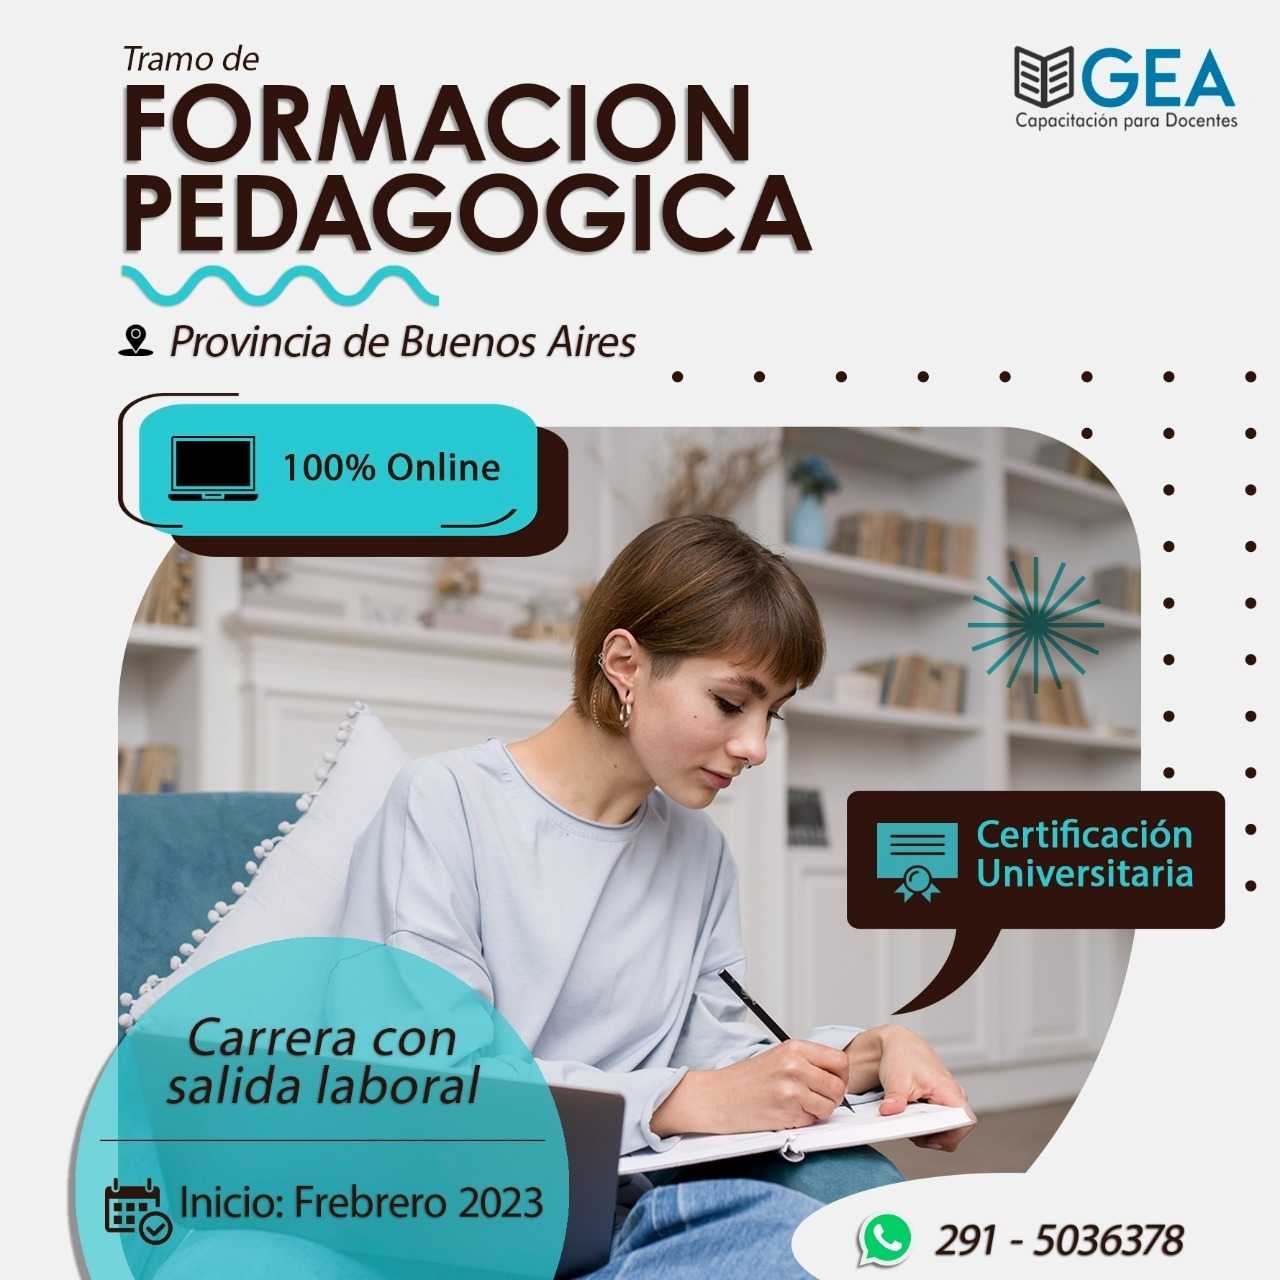 Tramo de
FORMACION
PEDAGOGICA
Provincia de Buenos Aires
GEA
Capacitación para Docentes
100% Online
Certificación
Universitaria
Carrera con
salida laboral
Inicio: Frebrero 2023
291 - 5036378